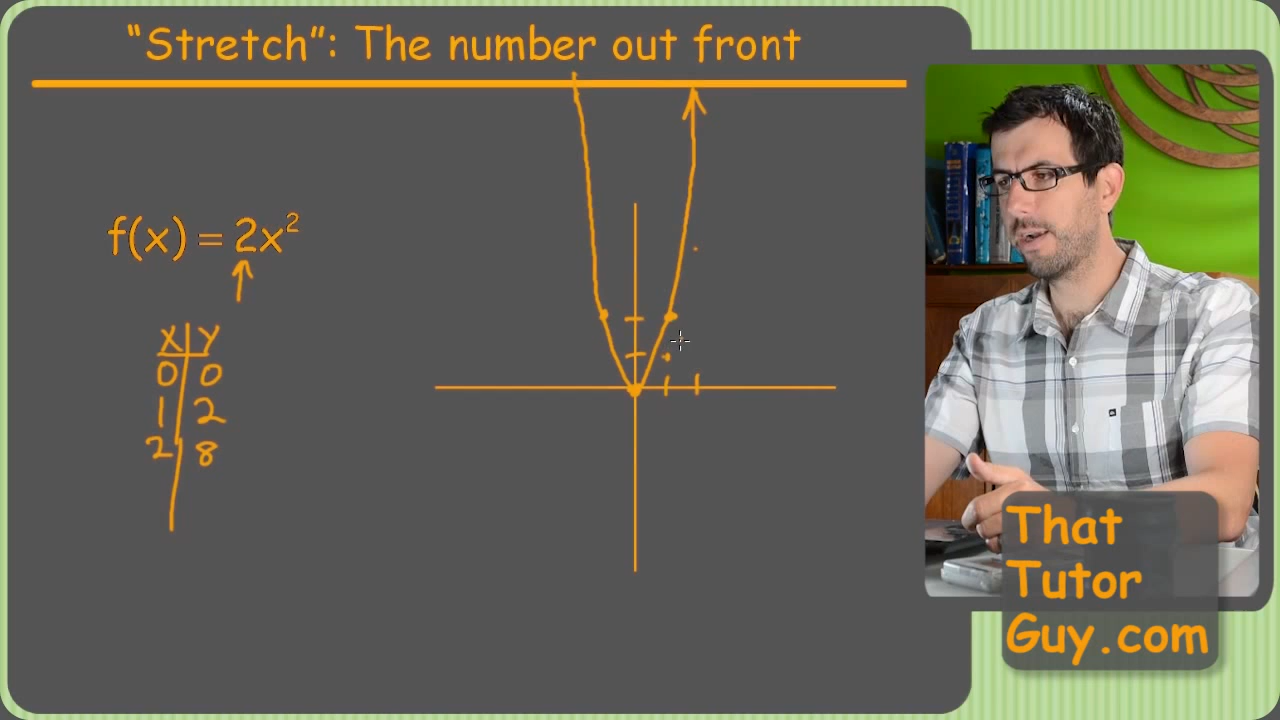 “Stretch”: The number out front
f(x) = 2x²
X Y
0 0
1 2
2 8
That
Tutor
Guy.com